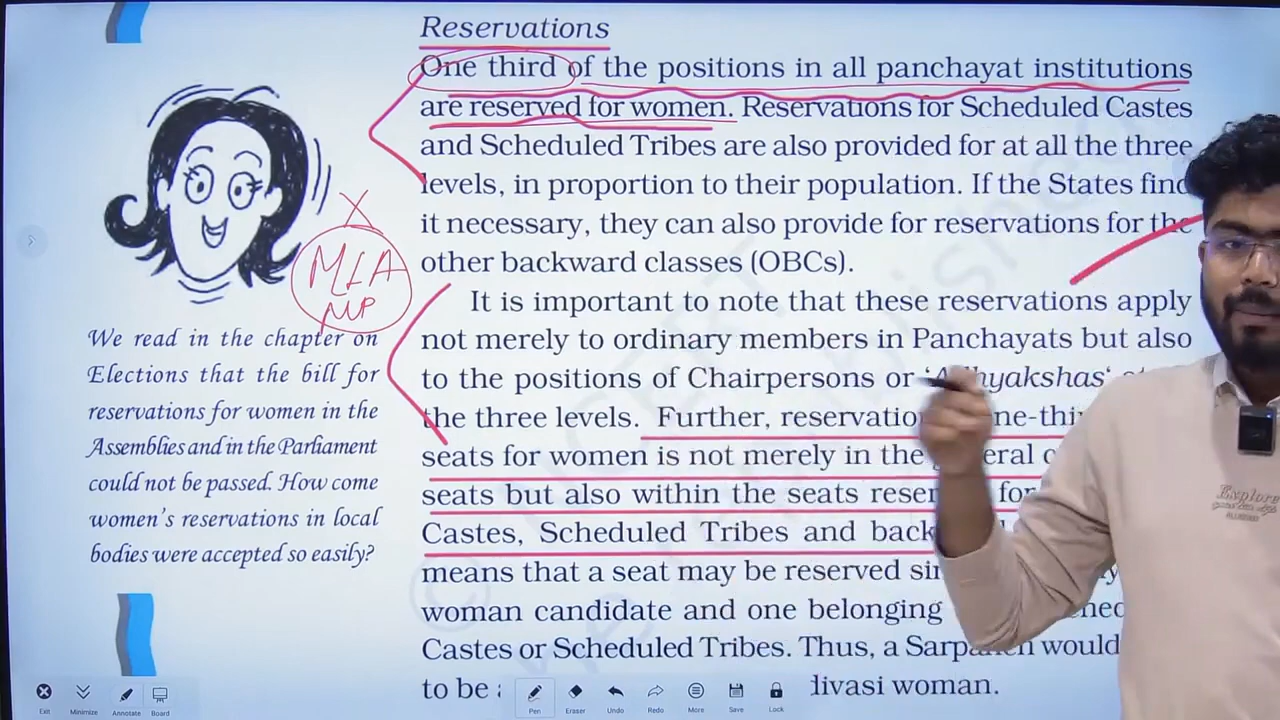 Reservations
One third of the positions in all panchayat institutions
are reserved for women. Reservations for Scheduled Castes
and Scheduled Tribes are also provided for at all the three
levels, in proportion to their population. If the States find
it necessary, they can also provide for reservations for the
other backward classes (OBCs).
It is important to note that these reservations apply
not merely to ordinary members in Panchayats but also
to the positions of Chairpersons or
the three levels. Further,
seats for women is not merely in the
seats but also within the seats
Castes, Scheduled Tribes and
means that a seat may be reserved
woman candidate and one belonging
Castes or Scheduled Tribes. Thus, a would
to be woman.
X
MLA
MP
We read in the chapter on
Elections that the bill for
reservations for women in the
Assemblies and in the Parliament
could not be passed. How come
women's reservations in local
bodies were accepted so easily?
Explore
Exit Minimize Annotate Board Pen Eraser Undo Redo More Save Lock